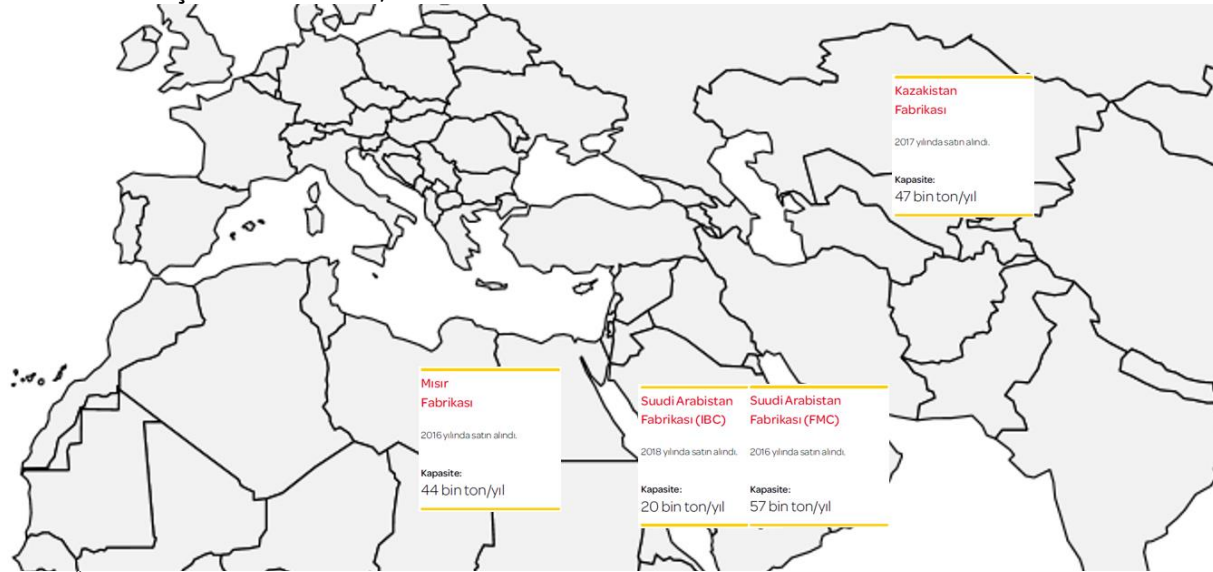 Kazakistan
Fabrikası
2017 yılında satın alındı.
Kapasite:
47 bin ton/yıl
Mısır
Fabrikası
2016 yılında satın alındı.
Kapasite:
44 bin ton/yıl
Suudi Arabistan
Fabrikası (IBC)
2018 yılında satın alındı.
Kapasite:
20 bin ton/yıl
Suudi Arabistan
Fabrikası (FMC)
2016 yılında satın alındı.
Kapasite:
57 bin ton/yıl